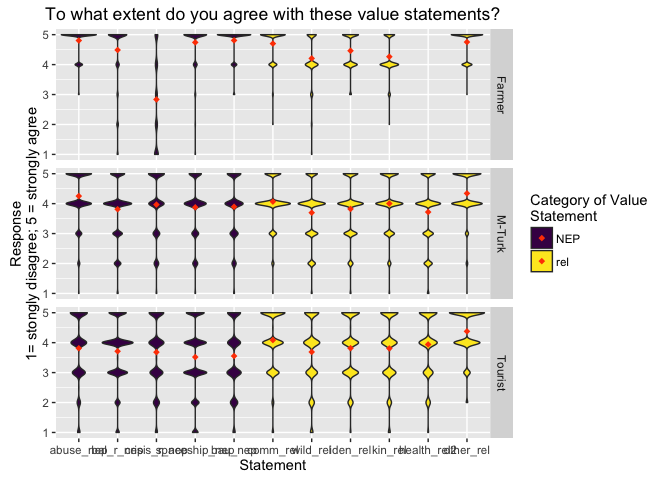 To what extent do you agree with these value statements?
Response
1= stongly disagree; 5 = strongly agree
5
4
3
2
1
Farmer
5
4
3
2
1
M-Turk
5
4
3
2
1
Tourist
abuse_nep comm_rel wild_rel iden_rel kin_rel other_rel
Statement
Category of Value
Statement
NEP
rel